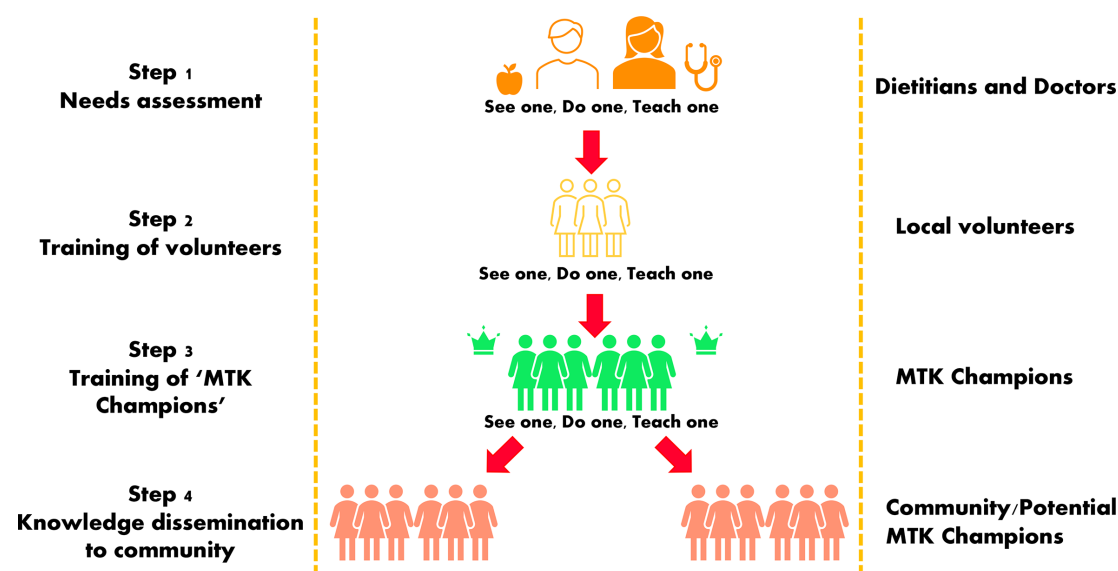 Step 1
Needs assessment
See one, Do one, Teach one
Dietitians and Doctors
Step 2
Training of volunteers
See one, Do one, Teach one
Local volunteers
Step 3
Training of ‘MTK
Champions’
See one, Do one, Teach one
MTK Champions
Step 4
Knowledge dissemination
to community
Community/Potential
MTK Champions